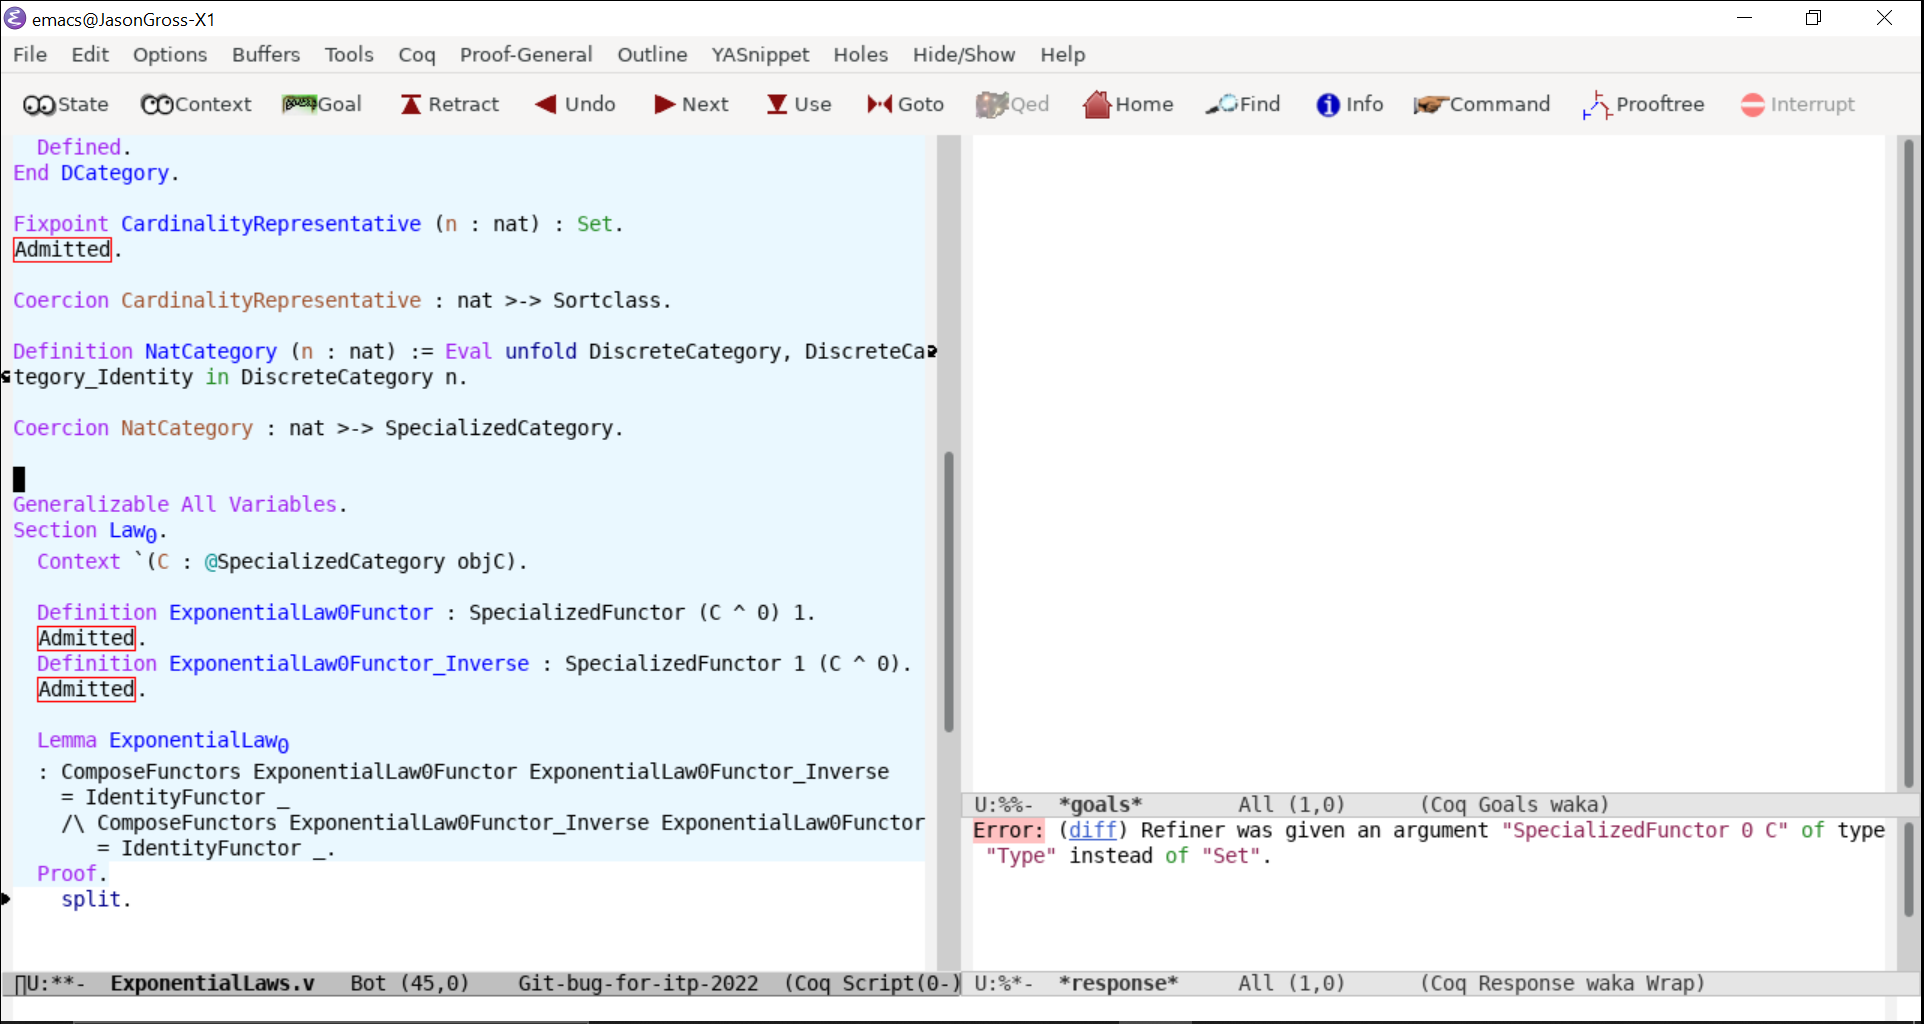 emacs@JasonGross-X1
File Edit Options Buffers Tools Coq Proof-General Outline YASnippet Holes Hide/Show Help
State Context Goal Retract Undo Next Use Goto Qed Home Find Info Command Prooftree Interrupt
  Defined.
End DCategory.
Fixpoint CardinalityRepresentative (n : nat) : Set.
Admitted.
Coercion CardinalityRepresentative : nat >-> Sortclass.
Definition NatCategory (n : nat) := Eval unfold DiscreteCategory, DiscreteCa
tegory_Identity in DiscreteCategory n.
Coercion NatCategory : nat >-> SpecializedCategory.
Generalizable All Variables.
Section Law₀.
  Context `(C : @SpecializedCategory objC).
  Definition ExponentialLaw0Functor : SpecializedFunctor (C ^ 0) 1.
  Admitted.
  Definition ExponentialLaw0Functor_Inverse : SpecializedFunctor 1 (C ^ 0).
  Admitted.
  Lemma ExponentialLaw₀
  : ComposeFunctors ExponentialLaw0Functor ExponentialLaw0Functor_Inverse
    = IdentityFunctor _
    /\ ComposeFunctors ExponentialLaw0Functor_Inverse ExponentialLaw0Functor
       = IdentityFunctor _.
  Proof.
    split.
U:**-  ExponentialLaws.v   Bot (45,0)    Git-bug-for-itp-2022  (Coq Script(0-)
U:%%-  *goals*        All (1,0)      (Coq Goals waka)
Error: (diff) Refiner was given an argument "SpecializedFunctor 0 C" of type
 "Type" instead of "Set".
U:%*-  *response*     All (1,0)      (Coq Response waka Wrap)